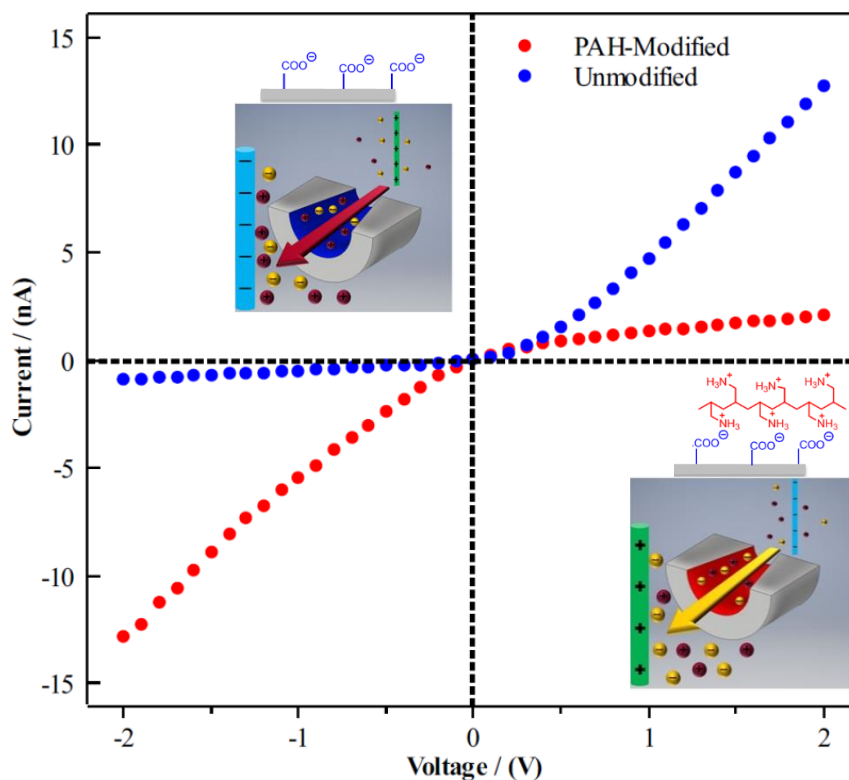 15
10
5
0
-5
-10
-15
-2
-1
0
1
2
Current / (nA)
Voltage / (V)
PAH-Modified
Unmodified
COO⊖ COO⊖ COO⊖
+ + + + +
− − − − −
+ −
H₃N⁺ H₃N⁺ H₃N⁺
⁺NH₃ ⁺NH₃ ⁺NH₃
.COO⊖ COO⊖ COO⊖
+ + + +
− − − −
+ −